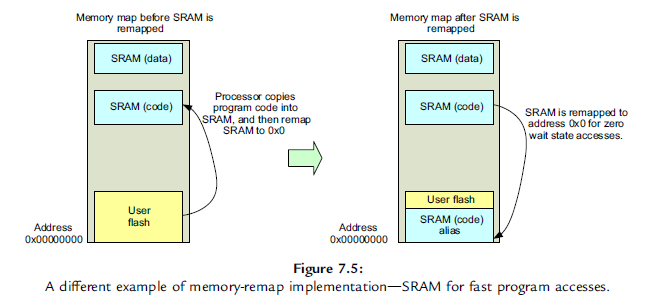 Memory map before SRAM is
remapped
SRAM (data)
SRAM (code)
Processor copies
program code into
SRAM, and then remap
SRAM to 0x0
User
flash
Address
0x00000000
Memory map after SRAM is
remapped
SRAM (data)
SRAM (code)
SRAM is remapped to
address 0x0 for zero
wait state accesses.
User flash
SRAM (code)
alias
Address
0x00000000
Figure 7.5:
A different example of memory-remap implementation—SRAM for fast program accesses.